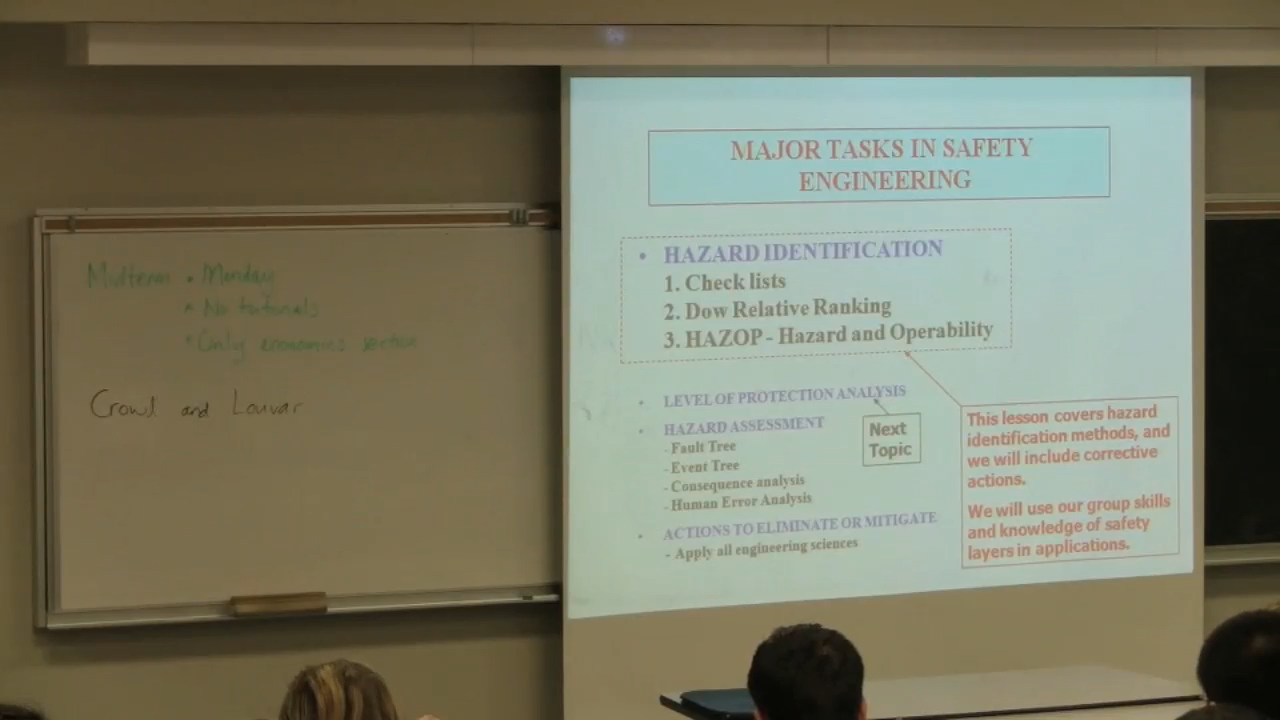 Midterm • Monday
* No tutorials
* Only economics section
Crowl and Louvar
MAJOR TASKS IN SAFETY
ENGINEERING
• HAZARD IDENTIFICATION
1. Check lists
2. Dow Relative Ranking
3. HAZOP - Hazard and Operability
• LEVEL OF PROTECTION ANALYSIS
• HAZARD ASSESSMENT
- Fault Tree
- Event Tree
- Consequence analysis
- Human Error Analysis
• ACTIONS TO ELIMINATE OR MITIGATE
- Apply all engineering sciences
Next
Topic
This lesson covers hazard
identification methods, and
we will include corrective
actions.
We will use our group skills
and knowledge of safety
layers in applications.